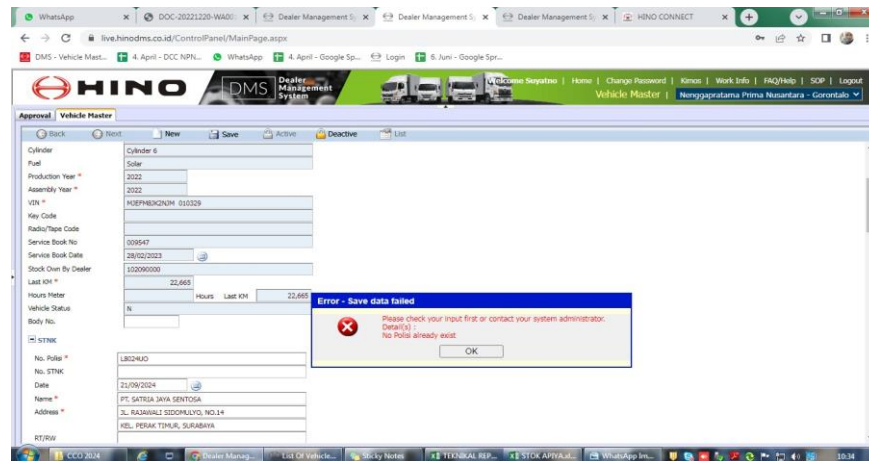 WhatsApp
DOC-20221220-WA00
Dealer Management Sy
Dealer Management Sy
Dealer Management Sy
HINO CONNECT
live.hinodms.co.id/ControlPanel/MainPage.aspx
DMS - Vehicle Mast...
4. April - DCC NPN...
WhatsApp
4. April - Google Sp...
Login
6. Juni - Google Spr...
HINO
DMS
Dealer
Management
System
Welcome Suyatno | Home | Change Password | Kimos | Work Info | FAQ/Help | SOP | Logout
Vehicle Master | Nenggapratama Prima Nusantara - Gorontalo
Approval
Vehicle Master
Back
Next
New
Save
Active
Deactive
List
Cylinder
Cylinder 6
Fuel
Solar
Production Year *
2022
Assembly Year *
2022
VIN *
MJEFM8JK2NJM 010329
Key Code
Radio/Tape Code
Service Book No
009547
Service Book Date
28/02/2023
Stock Own By Dealer
102090000
Last KM *
22,665
Hours Meter
Hours Last KM
22,665
Vehicle Status
N
Body No.
STNK
No. Polisi *
L8024UO
No. STNK
Date
21/09/2024
Name *
PT. SATRIA JAYA SENTOSA
Address *
JL. RAJAWALI SIDOMULYO, NO.14
KEL. PERAK TIMUR, SURABAYA
RT/RW
Error - Save data failed
Please check your input first or contact your system administrator.
Detail(s) :
No Polisi already exist
OK
CCO 2024
Dealer Manag...
List Of Vehicle...
Sticky Notes
TEKNIKAL REP...
STOK APIYA.xl...
WhatsApp Im...
10:34